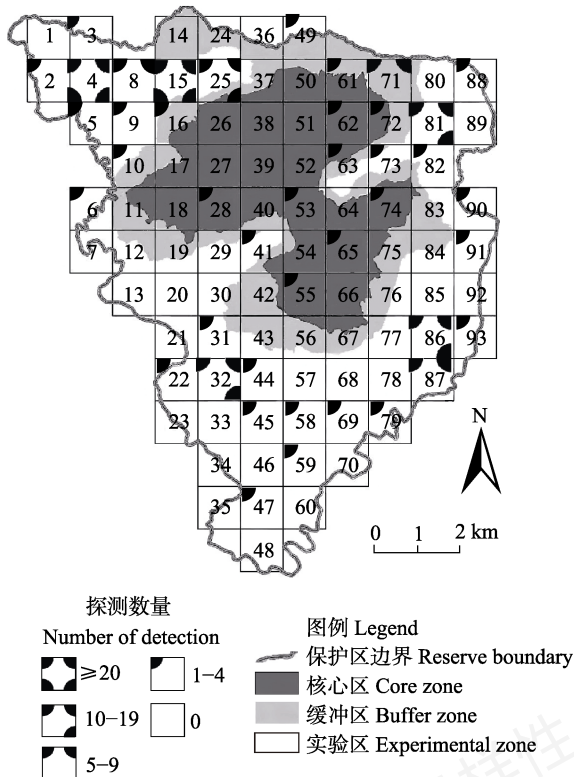 1 3 14 24 36 49
2 4 8 15 25 37 50 61 71 80 88
5 9 16 26 38 51 62 72 81 89
10 17 27 39 52 63 73 82
6 11 18 28 40 53 64 74 83 90
7 12 19 29 41 54 65 75 84 91
13 20 30 42 55 66 76 85 92
21 31 43 56 67 77 86 93
22 32 44 57 68 78 87
23 33 45 58 69 79
34 46 59 70
35 47 60
48
N
0 1 2 km
探测数量
Number of detection
≥20 1−4
10−19 0
5−9
图例 Legend
保护区边界 Reserve boundary
核心区 Core zone
缓冲区 Buffer zone
实验区 Experimental zone
性